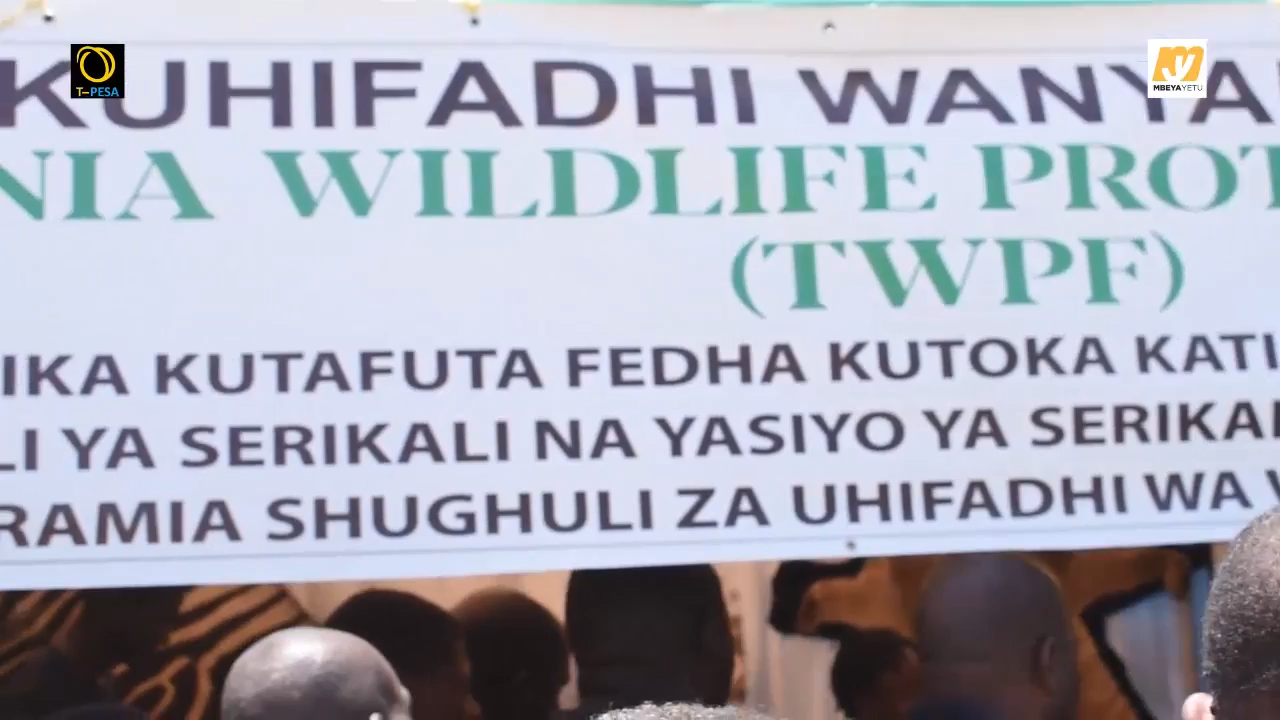 T-PESA
MBEYAYETU
KUHIFADHI WANYA
NIA WILDLIFE PROT
(TWPF)
IKA KUTAFUTA FEDHA KUTOKA KATI
LI YA SERIKALI NA YASIYO YA SERIKA
RAMIA SHUGHULI ZA UHIFADHI WA